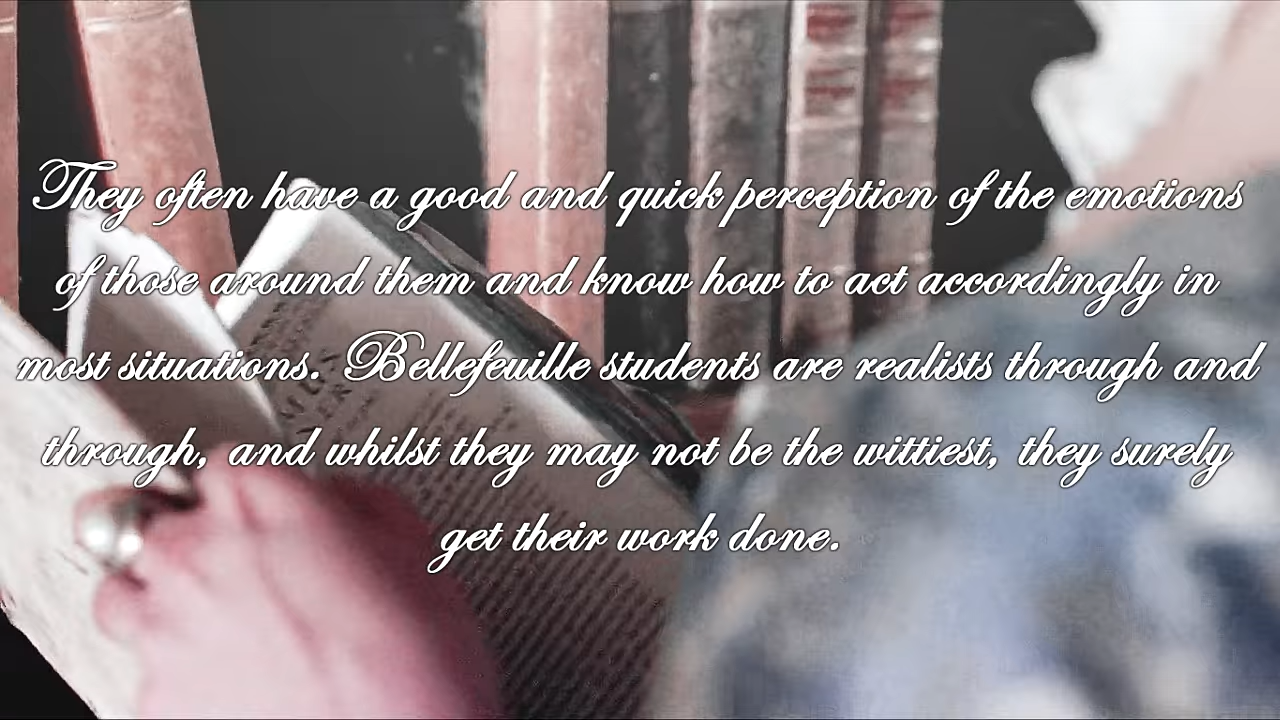 They often have a good and quick perception of the emotions
of those around them and know how to act accordingly in
most situations. Bellefeuille students are realists through and
through, and whilst they may not be the wittiest, they surely
get their work done.